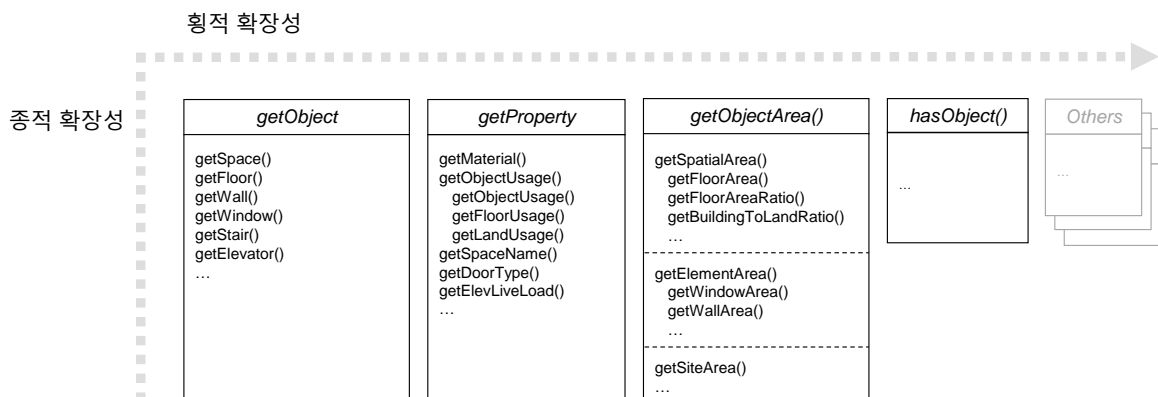 횡적 확장성
종적 확장성
getObject
getSpace()
getFloor()
getWall()
getWindow()
getStair()
getElevator()
…
getProperty
getMaterial()
getObjectUsage()
getObjectUsage()
getFloorUsage()
getLandUsage()
getSpaceName()
getDoorType()
getElevLiveLoad()
…
getObjectArea()
getSpatialArea()
getFloorArea()
getFloorAreaRatio()
getBuildingToLandRatio()
…
getElementArea()
getWindowArea()
getWallArea()
…
getSiteArea()
…
hasObject()
…
Others
…